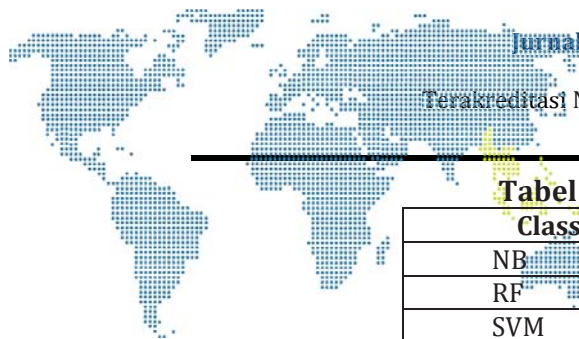 Jurnal
Terakreditasi
Tabel
Class
NB
RF
SVM